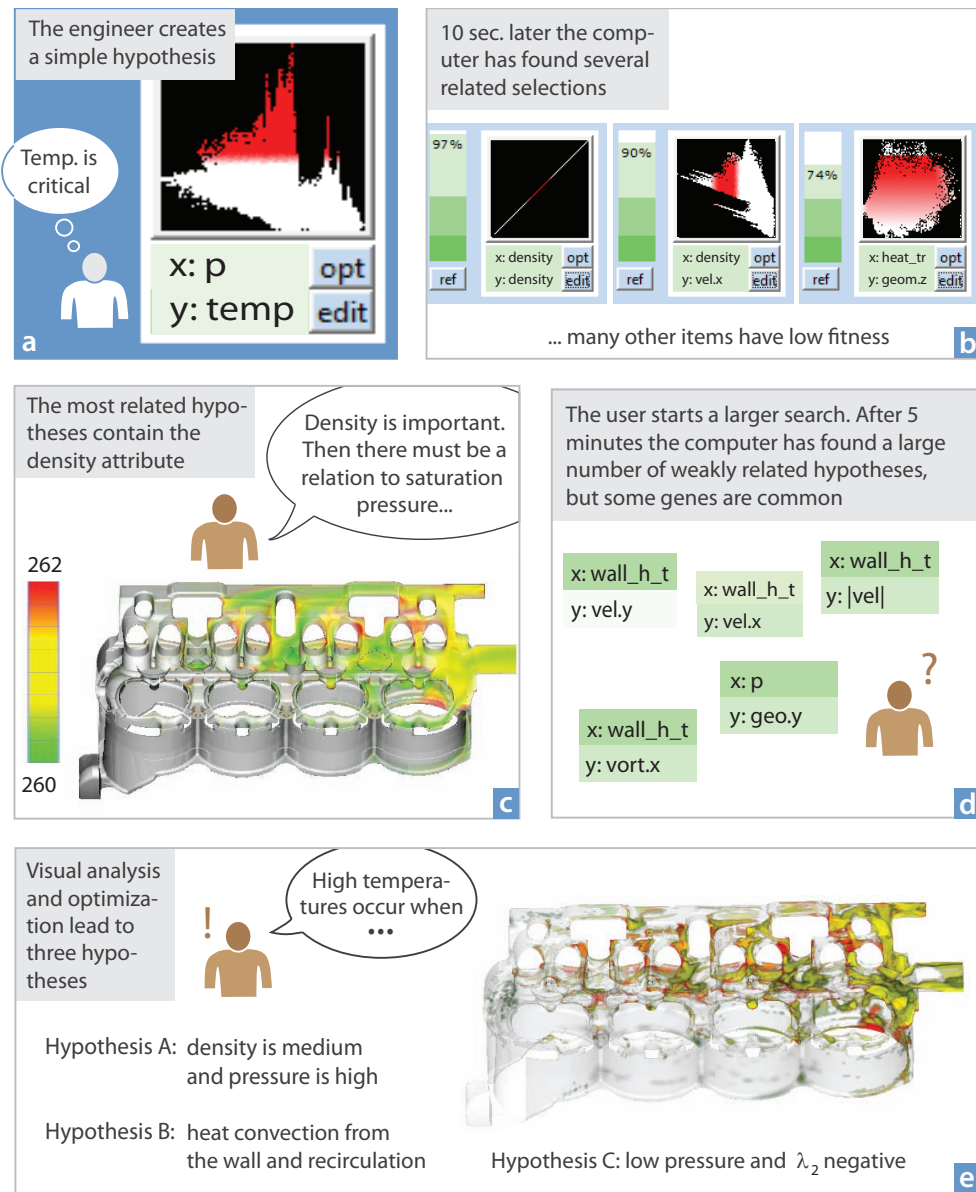 The engineer creates
a simple hypothesis
Temp. is
critical
x: p
opt
y: temp
edit
a
10 sec. later the com-
puter has found several
related selections
97%
x: density
opt
y: density
edit
ref
90%
x: density
opt
y: vel.x
edit
ref
74%
x: heat_tr
opt
y: geom.z
edit
ref
... many other items have low fitness
b
The most related hypo-
theses contain the
density attribute
Density is important.
Then there must be a
relation to saturation
pressure...
262
260
c
The user starts a larger search. After 5
minutes the computer has found a large
number of weakly related hypotheses,
but some genes are common
x: wall_h_t
y: vel.y
x: wall_h_t
y: vel.x
x: wall_h_t
y: |vel|
x: p
y: geo.y
x: wall_h_t
y: vort.x
?
d
Visual analysis
and optimiza-
tion lead to
three hypo-
theses
!
High tempera-
tures occur when
...
Hypothesis A: density is medium
and pressure is high
Hypothesis B: heat convection from
the wall and recirculation
Hypothesis C: low pressure and λ₂ negative
e